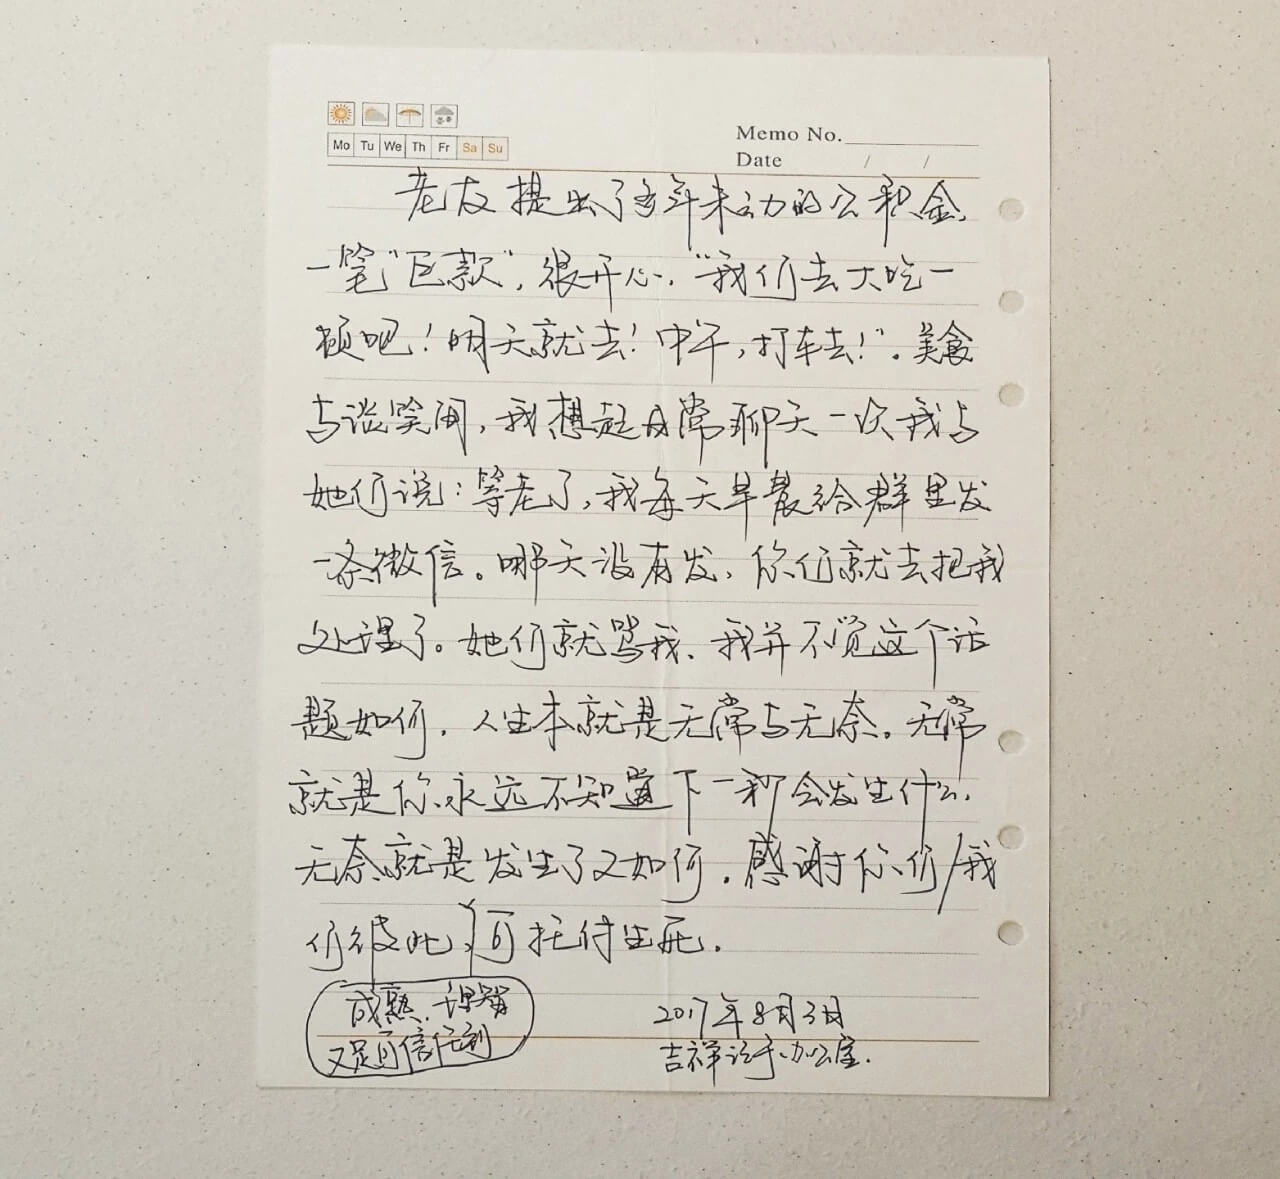 Mo Tu We Th Fr Sa Su
Memo No.
Date / /
老友提出了多年未动的公积金,
一笔“巨款”,很开心.“我们去大吃一
顿吧!明天就去!中午,打车去!”。美食
与谈笑间,我想起日常聊天一次我与
她们说:等老了,我每天早晨给群里发
一条微信。哪天没有发、你们就去把我
处理了。她们就骂我、我并不觉这个话
题如何.人生本就是无常与无奈。无常
就是你永远不知道下一秒会发生什么.
无奈就是发生了又如何.感谢你们/我
们彼此、可托付生死.
成熟、理解
又是可信任到
2017年8月3日
吉祥记于办公室.